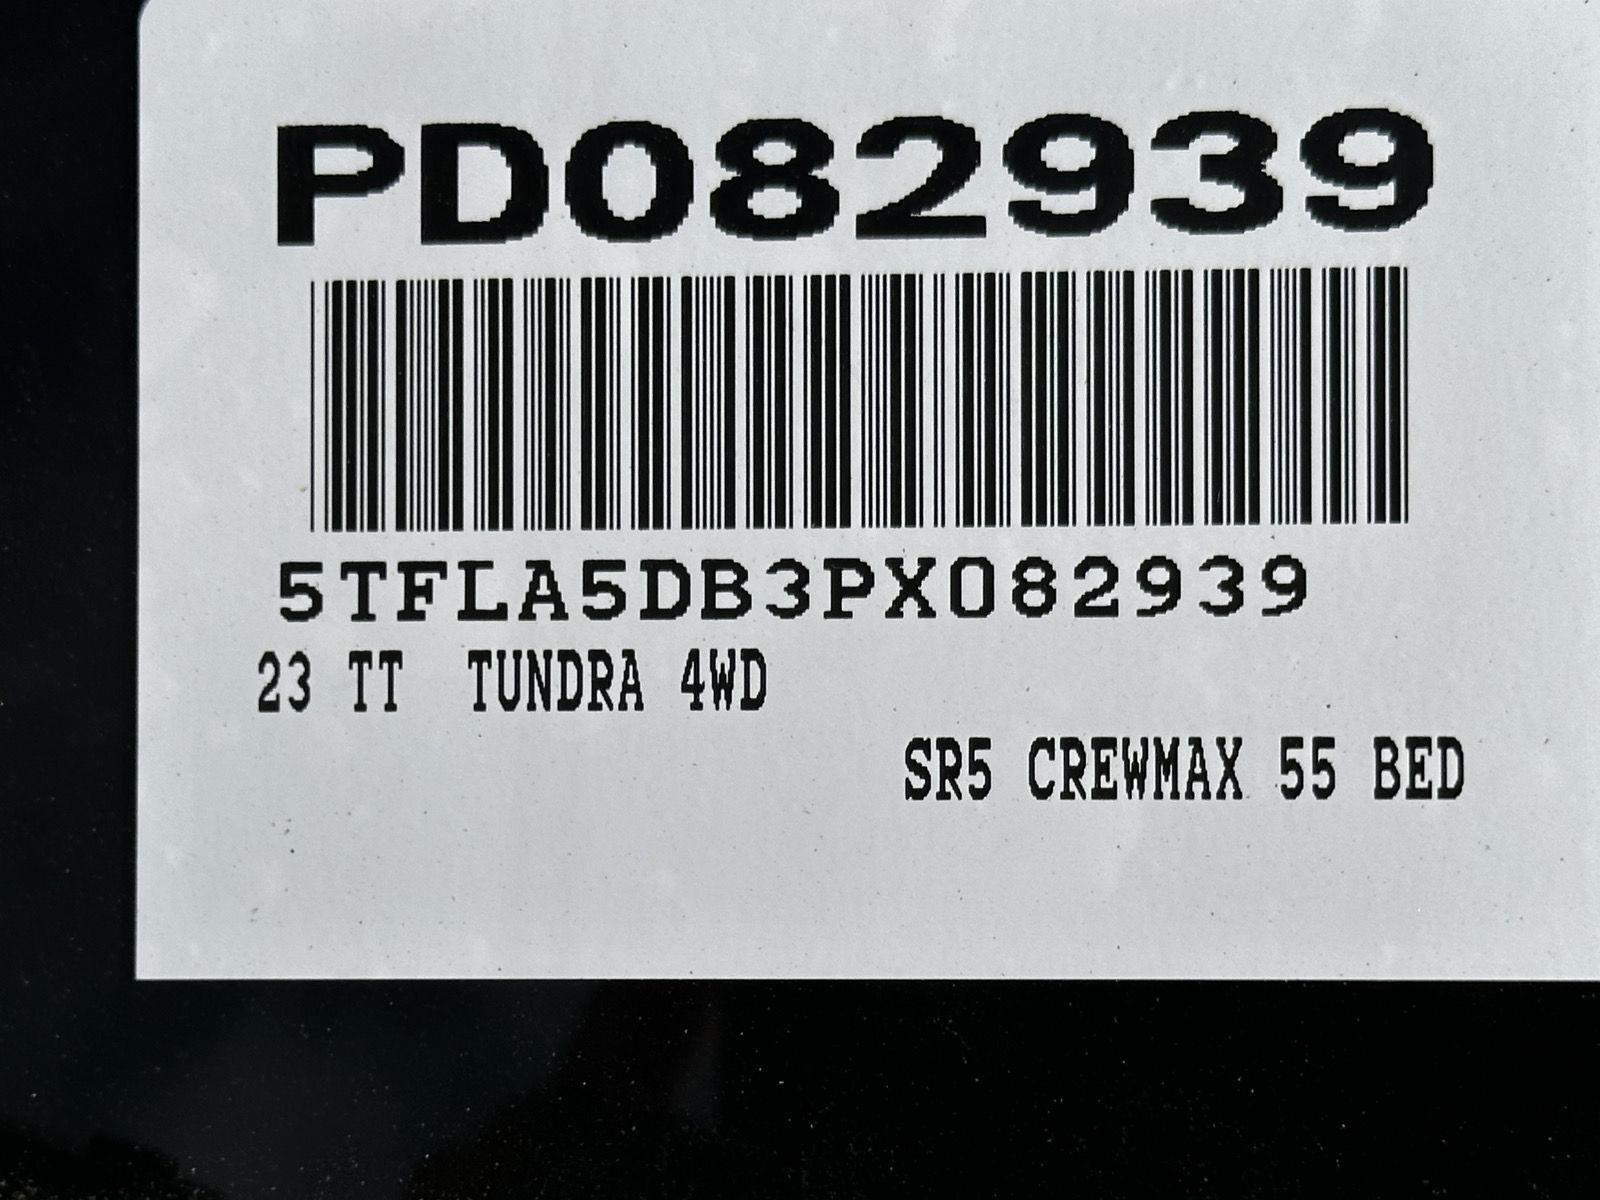 PD082939
5TFLA5DB3PX082939
23 TT TUNDRA 4WD
SR5 CREWMAX 55 BED